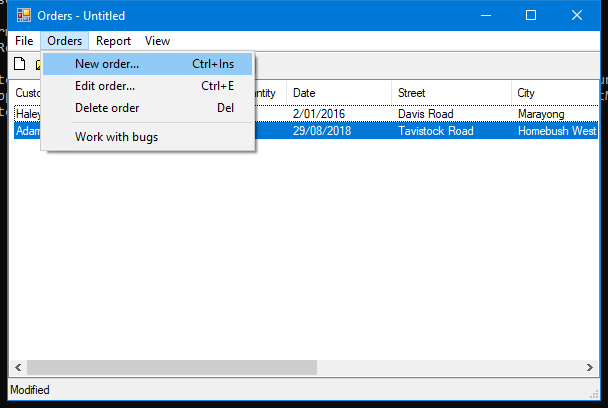 Orders - Untitled
File Orders Report View
New order... Ctrl+Ins
Edit order... Ctrl+E
Delete order Del
Work with bugs
Date Street City
Haley 2/01/2016 Davis Road Marayong
Adam 29/08/2018 Tavistock Road Homebush West
Modified